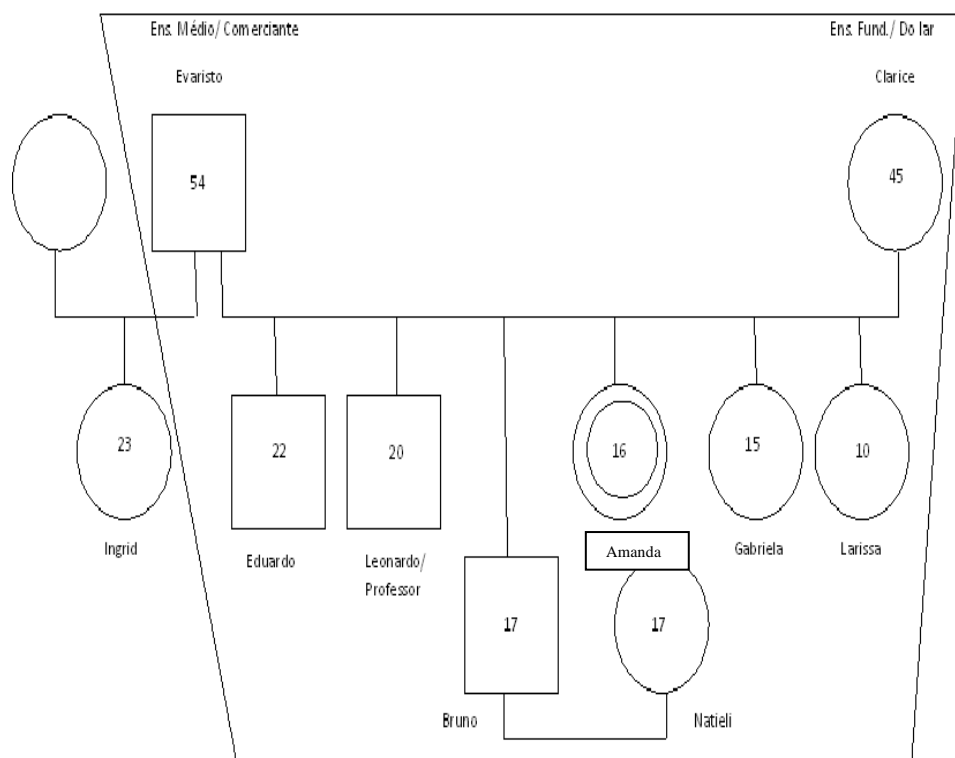 Ens. Médio/ Comerciante
Ens. Fund./ Do lar
Evaristo
Clarice
54
45
23
22
20
16
15
10
Ingrid
Eduardo
Leonardo/
Professor
Amanda
Gabriela
Larissa
17
17
Bruno
Natieli